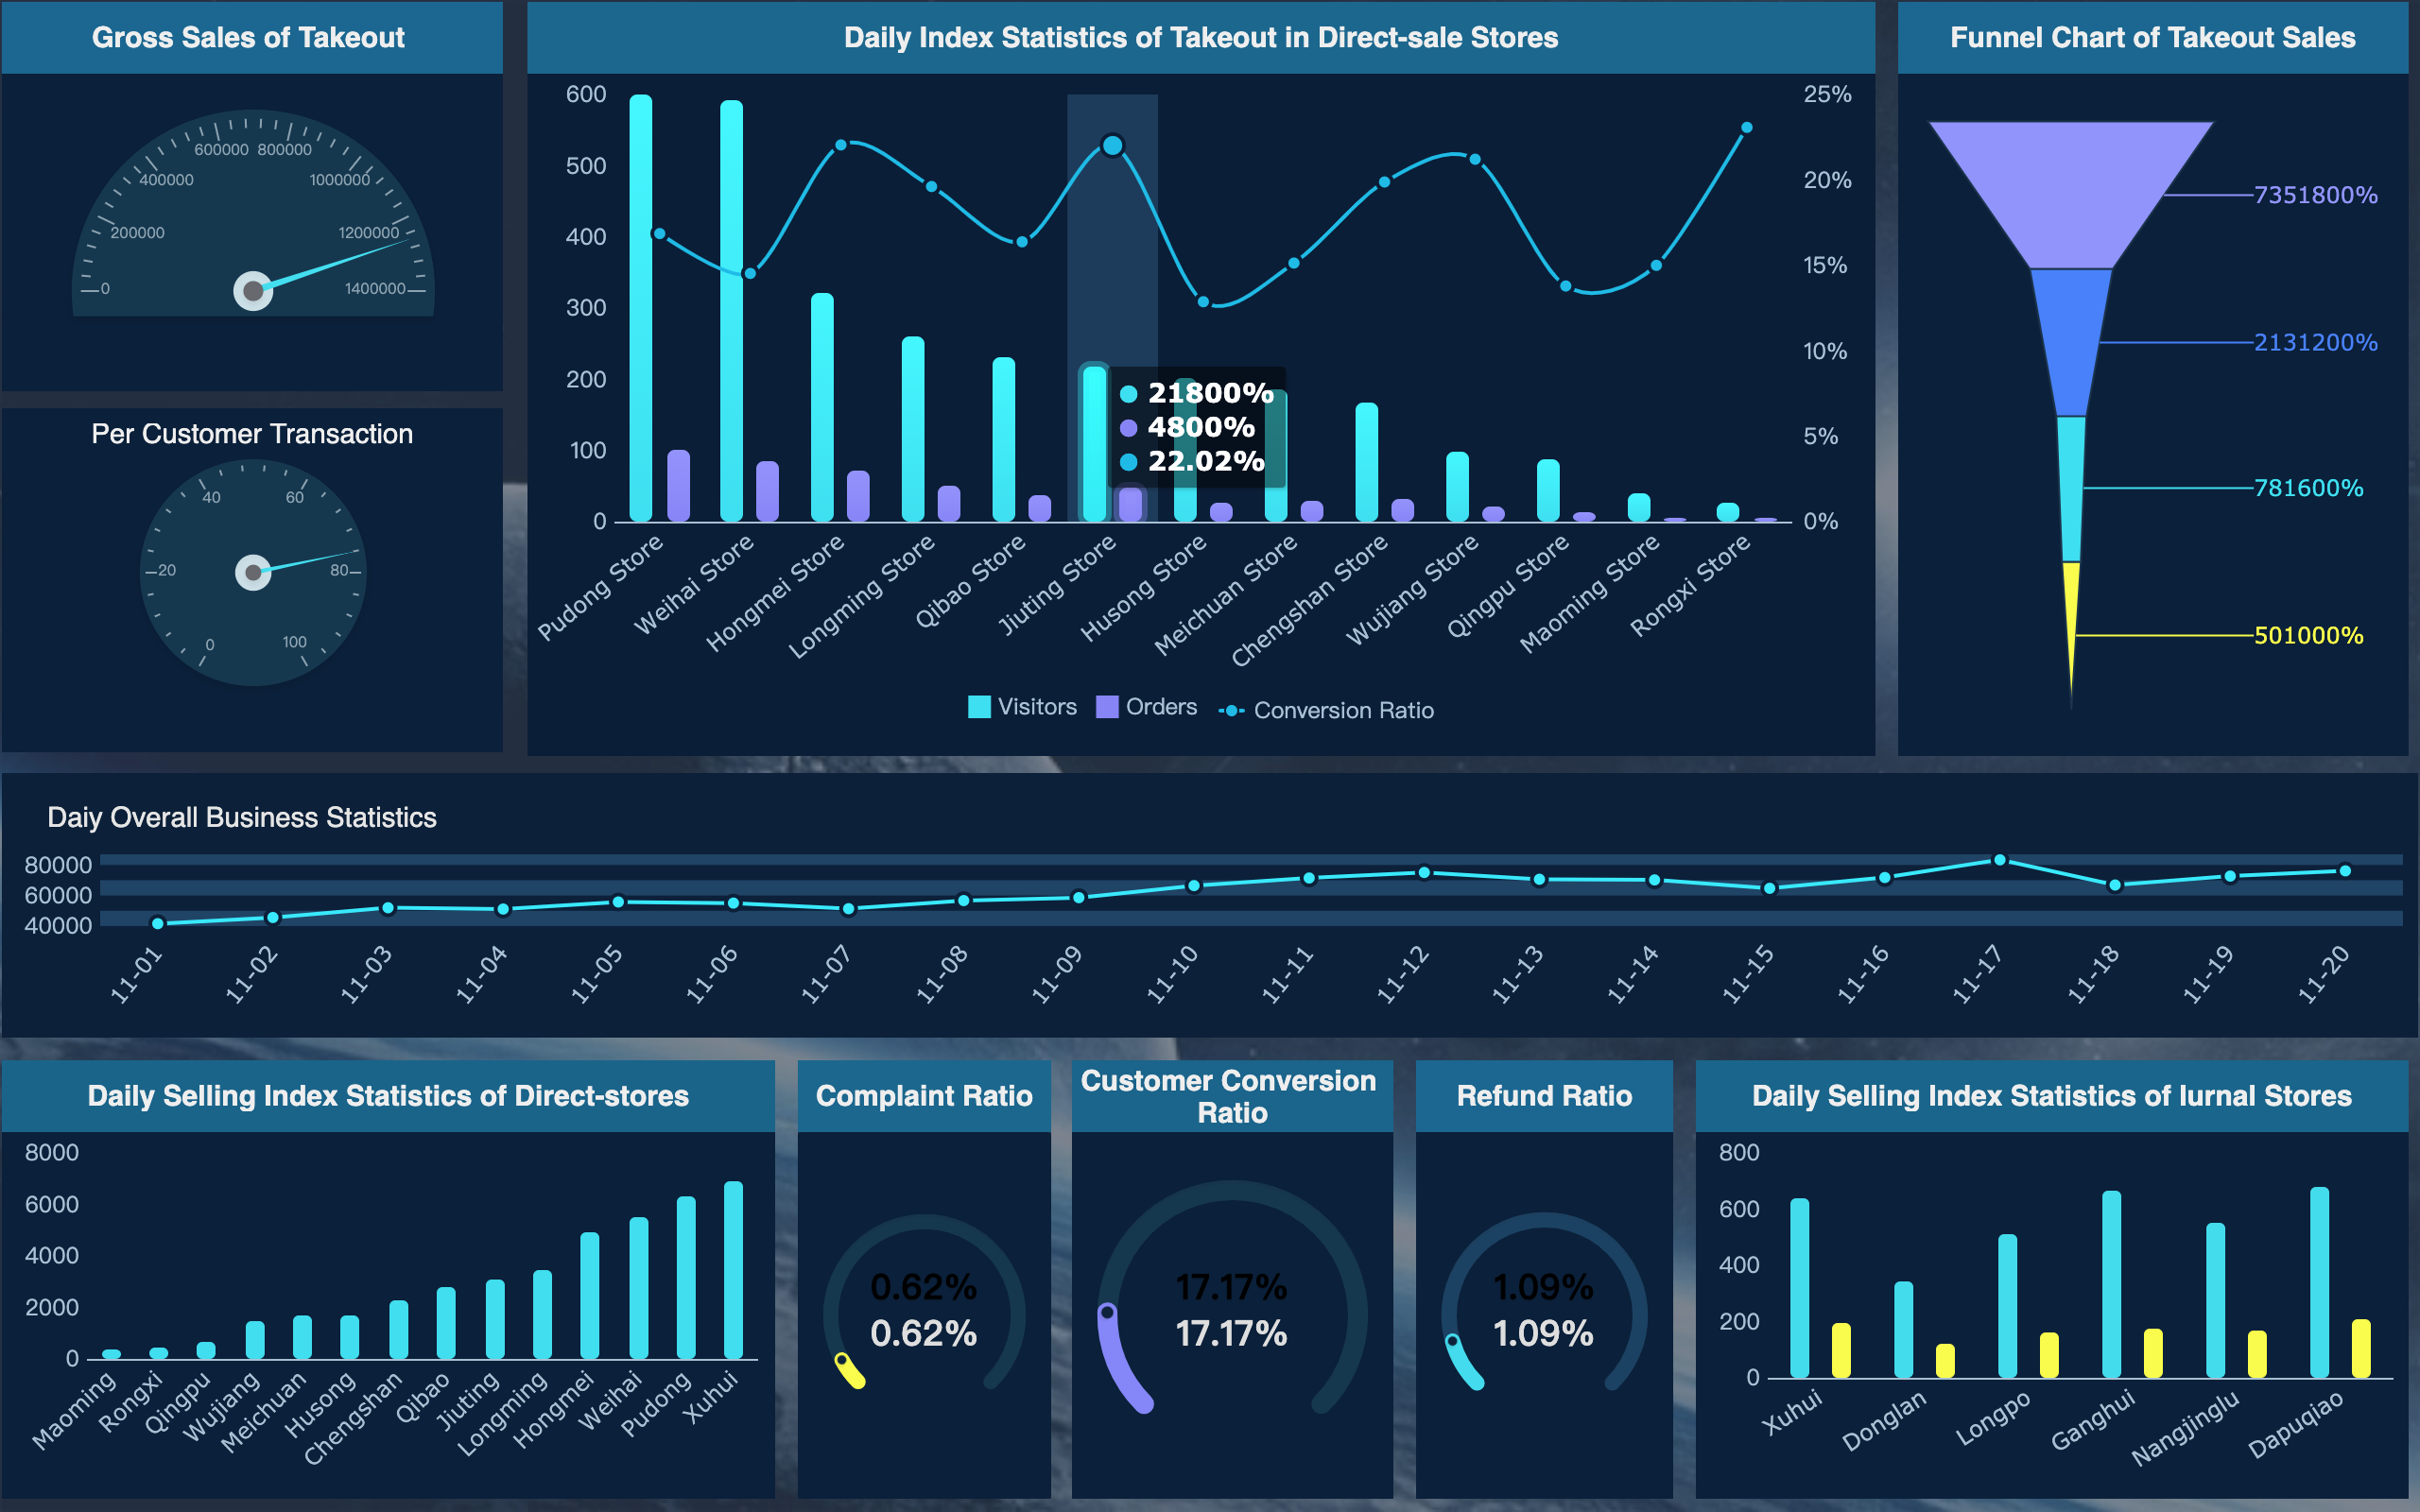 Gross Sales of Takeout
600000 800000
400000
1000000
200000
1200000
0
1400000
Per Customer Transaction
40
60
20
80
0
100
Daily Index Statistics of Takeout in Direct-sale Stores
600
500
400
300
200
100
0
25%
20%
15%
10%
5%
0%
21800%
4800%
22.02%
Pudong Store
Weihai Store
Hongmei Store
Longming Store
Qibao Store
Jiuting Store
Husong Store
Meichuan Store
Chengshan Store
Wujiang Store
Qingpu Store
Maoming Store
Rongxi Store
Visitors
Orders
Conversion Ratio
Funnel Chart of Takeout Sales
7351800%
2131200%
781600%
501000%
Daiy Overall Business Statistics
80000
60000
40000
11-01
11-02
11-03
11-04
11-05
11-06
11-07
11-08
11-09
11-10
11-11
11-12
11-13
11-14
11-15
11-16
11-17
11-18
11-19
11-20
Daily Selling Index Statistics of Direct-stores
8000
6000
4000
2000
0
Maoming
Rongxi
Qingpu
Wujiang
Meichuan
Husong
Chengshan
Qibao
Jiuting
Longming
Hongmei
Weihai
Pudong
Xuhui
Complaint Ratio
0.62%
0.62%
Customer Conversion
Ratio
17.17%
17.17%
Refund Ratio
1.09%
1.09%
Daily Selling Index Statistics of Iurnal Stores
800
600
400
200
0
Xuhui
Donglan
Longpo
Ganghui
Nangjinglu
Dapuqiao